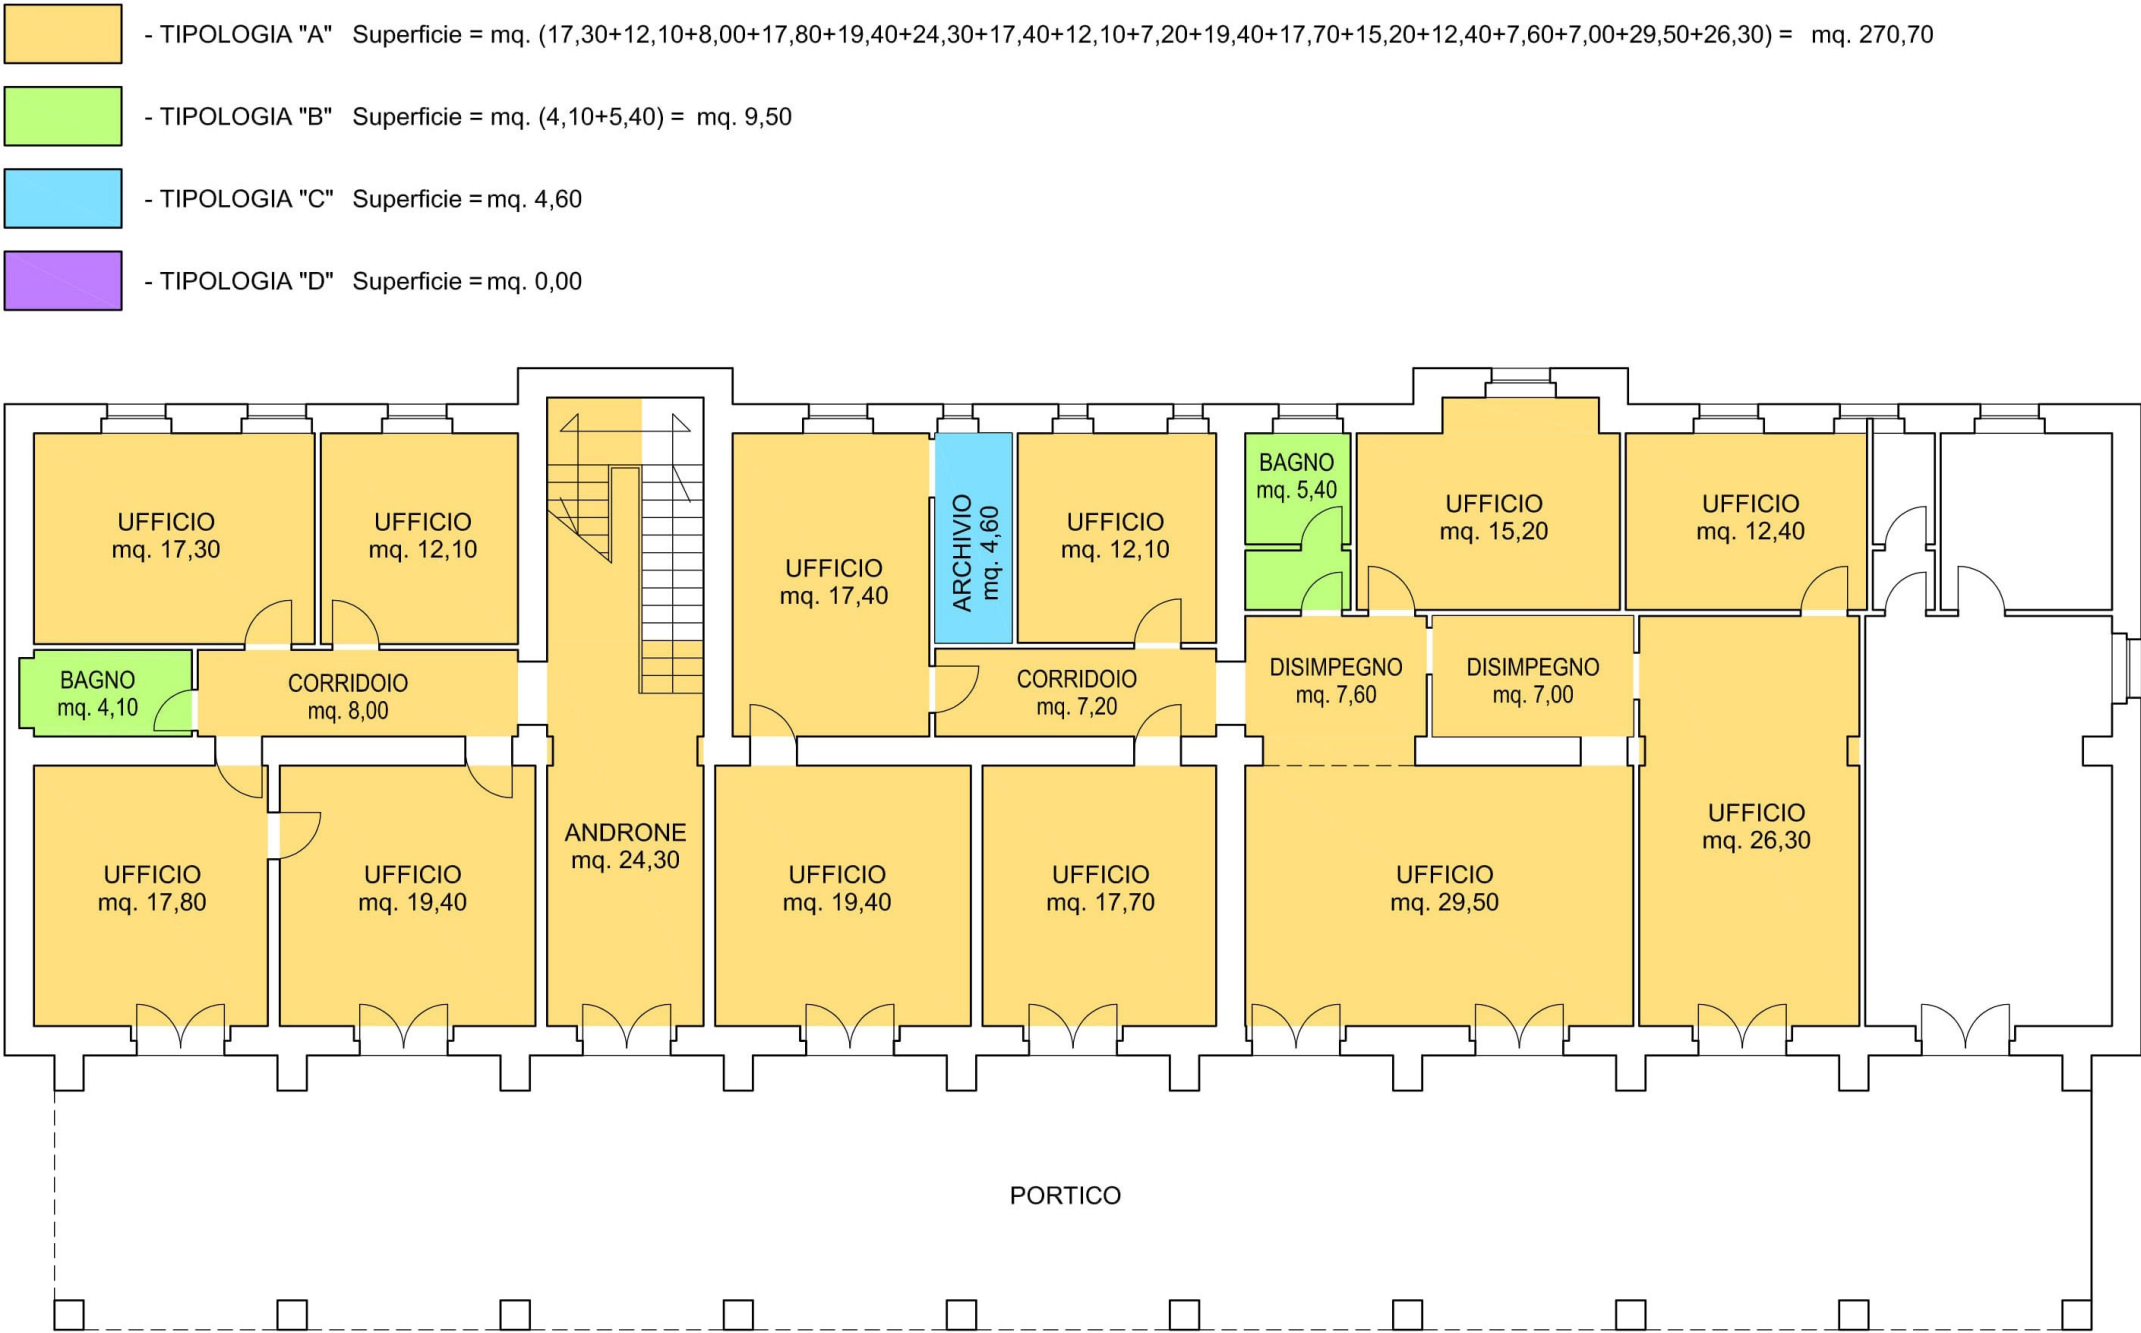 - TIPOLOGIA "A" Superficie = mq. (17,30+12,10+8,00+17,80+19,40+24,30+17,40+12,10+7,20+19,40+17,70+15,20+12,40+7,60+7,00+29,50+26,30) = mq. 270,70
- TIPOLOGIA "B" Superficie = mq. (4,10+5,40) = mq. 9,50
- TIPOLOGIA "C" Superficie = mq. 4,60
- TIPOLOGIA "D" Superficie = mq. 0,00
UFFICIO
mq. 17,30
UFFICIO
mq. 12,10
UFFICIO
mq. 17,40
ARCHIVIO
mq. 4,60
UFFICIO
mq. 12,10
BAGNO
mq. 5,40
UFFICIO
mq. 15,20
UFFICIO
mq. 12,40
BAGNO
mq. 4,10
CORRIDOIO
mq. 8,00
CORRIDOIO
mq. 7,20
DISIMPEGNO
mq. 7,60
DISIMPEGNO
mq. 7,00
UFFICIO
mq. 17,80
UFFICIO
mq. 19,40
ANDRONE
mq. 24,30
UFFICIO
mq. 19,40
UFFICIO
mq. 17,70
UFFICIO
mq. 29,50
UFFICIO
mq. 26,30
PORTICO